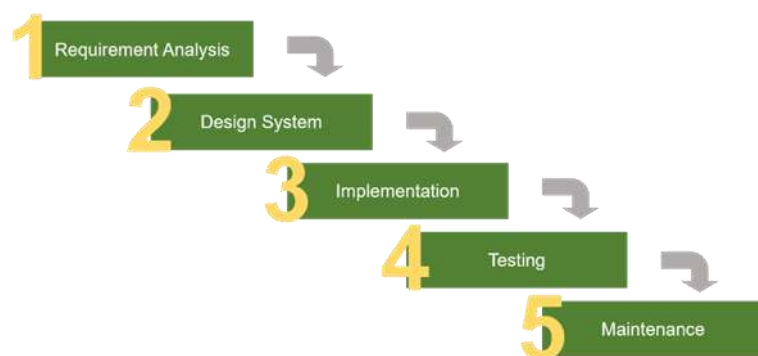 1 Requirement Analysis
2 Design System
3 Implementation
4 Testing
5 Maintenance